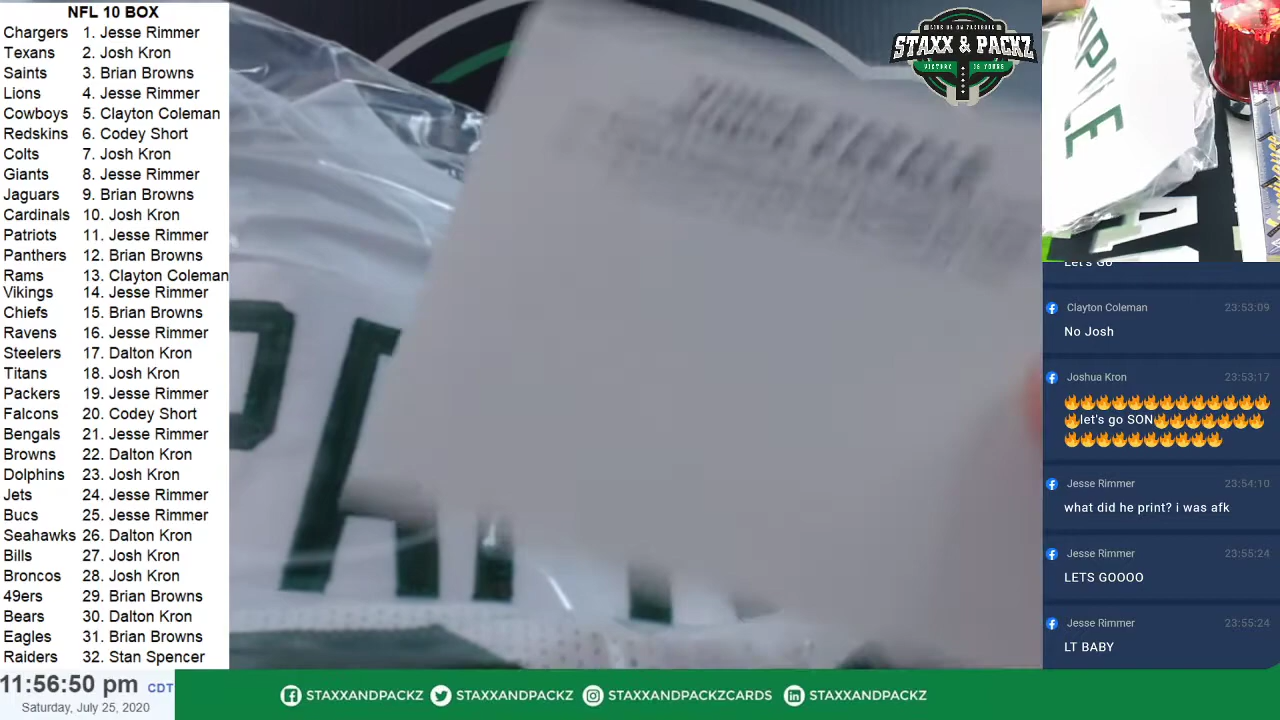 NFL 10 BOX
Chargers 1. Jesse Rimmer
Texans 2. Josh Kron
Saints 3. Brian Browns
Lions 4. Jesse Rimmer
Cowboys 5. Clayton Coleman
Redskins 6. Codey Short
Colts 7. Josh Kron
Giants 8. Jesse Rimmer
Jaguars 9. Brian Browns
Cardinals 10. Josh Kron
Patriots 11. Jesse Rimmer
Panthers 12. Brian Browns
Rams 13. Clayton Coleman
Vikings 14. Jesse Rimmer
Chiefs 15. Brian Browns
Ravens 16. Jesse Rimmer
Steelers 17. Dalton Kron
Titans 18. Josh Kron
Packers 19. Jesse Rimmer
Falcons 20. Codey Short
Bengals 21. Jesse Rimmer
Browns 22. Dalton Kron
Dolphins 23. Josh Kron
Jets 24. Jesse Rimmer
Bucs 25. Jesse Rimmer
Seahawks 26. Dalton Kron
Bills 27. Josh Kron
Broncos 28. Josh Kron
49ers 29. Brian Browns
Bears 30. Dalton Kron
Eagles 31. Brian Browns
Raiders 32. Stan Spencer
11:56:50 pm CDT
Saturday, July 25, 2020
STAXX & PACKZ
VICTORY IS YOURS
Let's Go
Clayton Coleman 23:53:09
No Josh
Joshua Kron 23:53:17
🔥🔥🔥🔥🔥🔥🔥🔥🔥🔥🔥🔥🔥
🔥let's go SON🔥🔥🔥🔥🔥🔥🔥
🔥🔥🔥🔥🔥🔥🔥🔥🔥🔥
Jesse Rimmer 23:54:10
what did he print? i was afk
Jesse Rimmer 23:55:24
LETS GOOOO
Jesse Rimmer 23:55:24
LT BABY
STAXXANDPACKZ STAXXANDPACKZ STAXXANDPACKZCARDS STAXXANDPACKZ